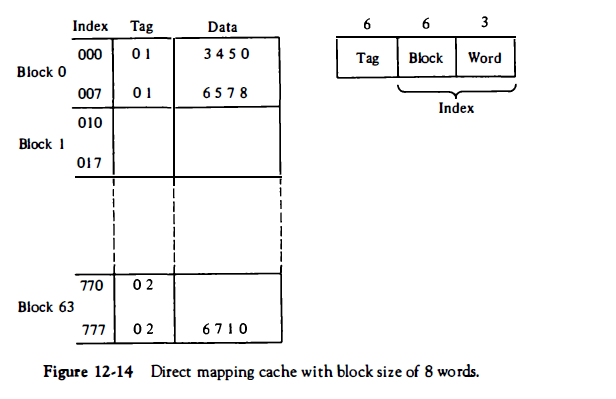 Index Tag Data
Block 0
000 0 1 3 4 5 0
007 0 1 6 5 7 8
Block 1
010
017
Block 63
770 0 2
777 0 2 6 7 1 0
6 6 3
Tag Block Word
Index
Figure 12-14 Direct mapping cache with block size of 8 words.